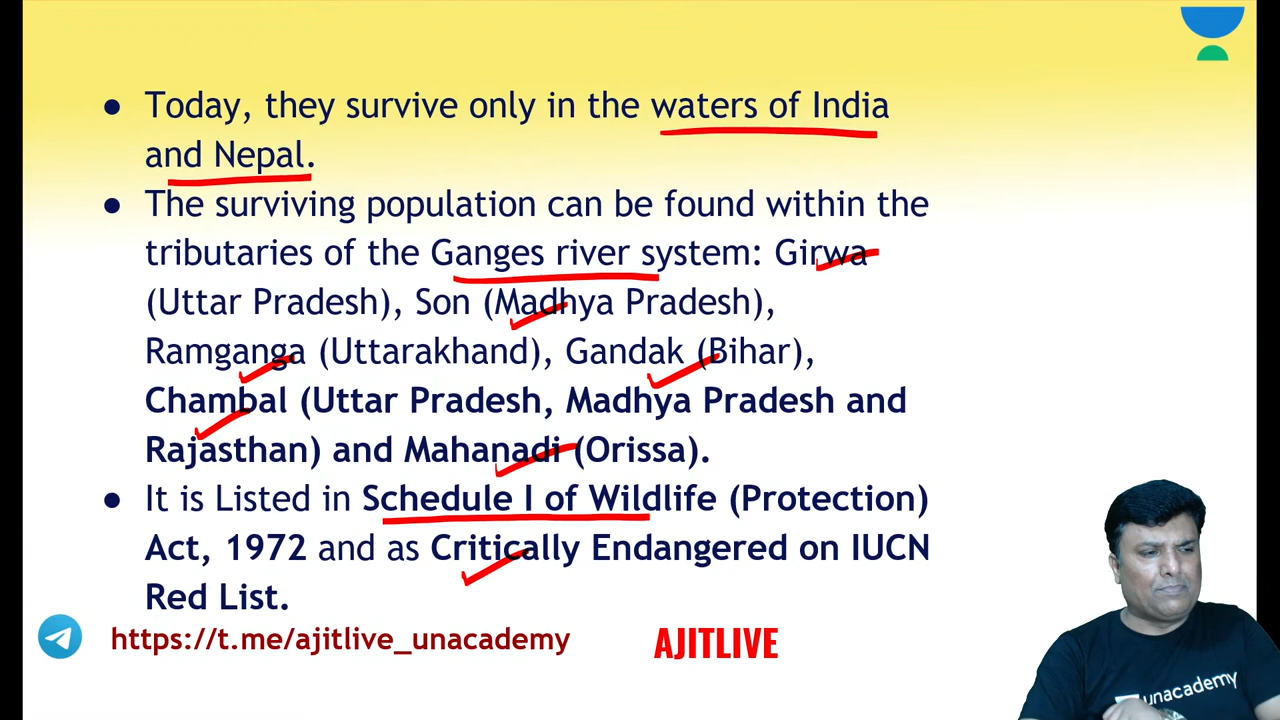 ● Today, they survive only in the waters of India
and Nepal.
● The surviving population can be found within the
tributaries of the Ganges river system: Girwa
(Uttar Pradesh), Son (Madhya Pradesh),
Ramganga (Uttarakhand), Gandak (Bihar),
Chambal (Uttar Pradesh, Madhya Pradesh and
Rajasthan) and Mahanadi (Orissa).
● It is Listed in Schedule I of Wildlife (Protection)
Act, 1972 and as Critically Endangered on IUCN
Red List.
https://t.me/ajitlive_unacademy
AJITLIVE
unacademy